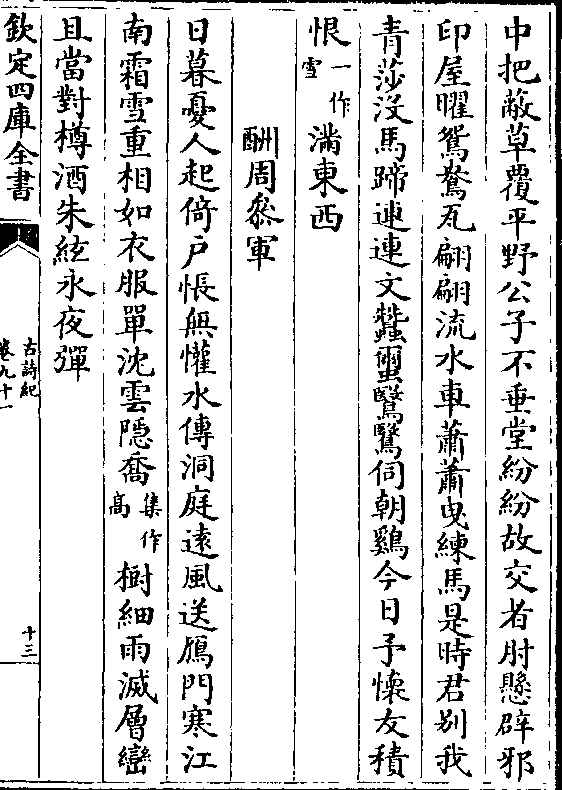 中把蔽草覆平野公子不垂堂紛紛故交者肘懸辟邪
印屋曜鴛鴦瓦翩翩流水車蕭蕭曳練馬是時君别我
青莎沒馬蹄連連文蠶蠒鷖鷖伺朝鷄今日予懷友積
恨一作雪滿東西
酬周叅軍
日暮憂人起倚戶悵無懽水傳洞庭遠風送鴈門寒江
南霜雪重相如衣服單沈雲隠喬集作高樹細雨滅層巒
且當對樽酒朱絃永夜彈
欽定四庫全書
古詩紀
卷九十一
十三